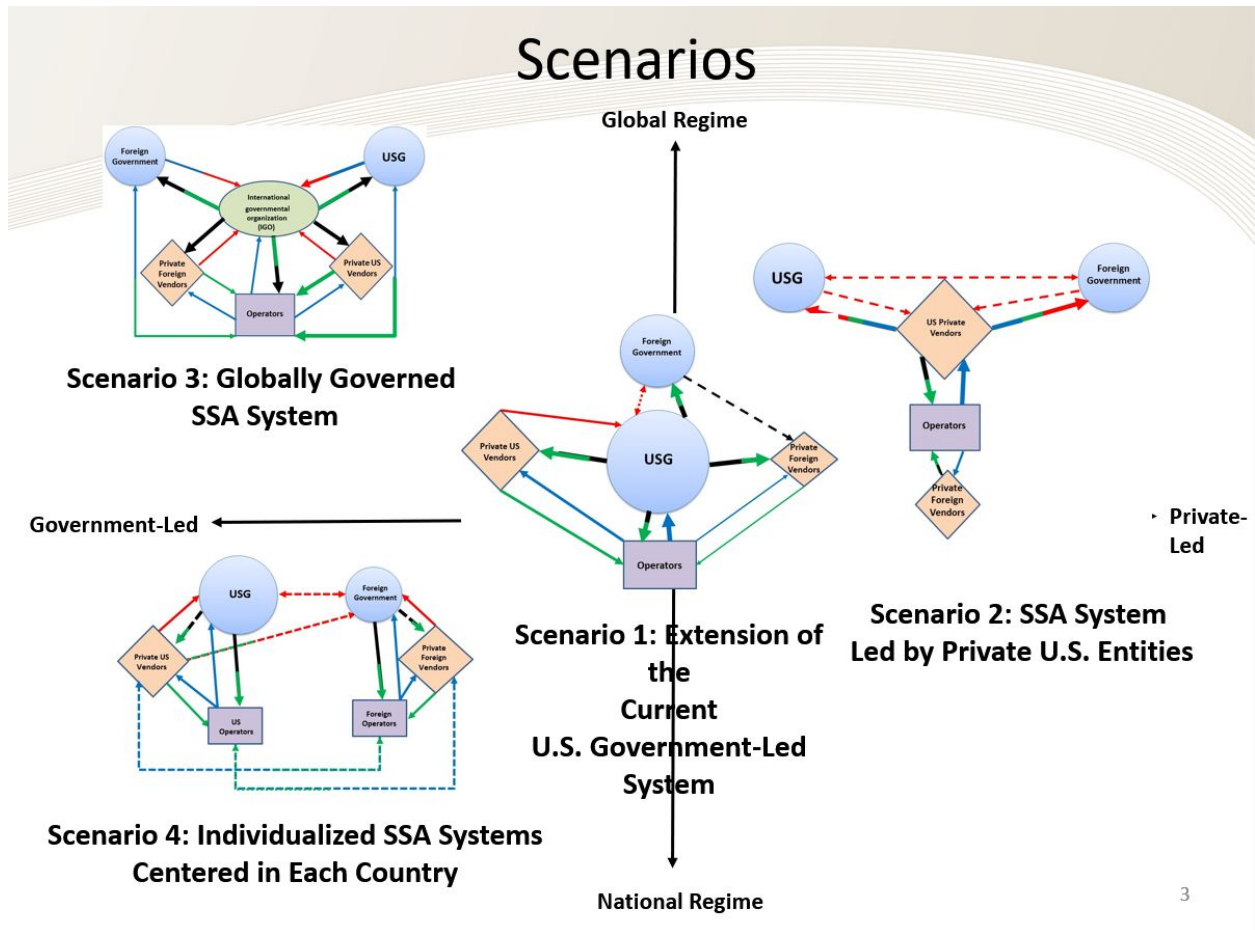 Scenarios
Global Regime
Foreign
Government
USG
International
governmental
organization
(IGO)
Private
Foreign
Vendors
Private US
Vendors
Operators
Scenario 3: Globally Governed
SSA System
USG
Foreign
Government
US Private
Vendors
Operators
Private
Foreign
Vendors
Foreign
Government
Private US
Vendors
USG
Private
Foreign
Vendors
Operators
Government-Led
Private-
Led
Scenario 1: Extension of
the
Current
U.S. Government-Led
System
Scenario 2: SSA System
Led by Private U.S. Entities
USG
Foreign
Government
Private US
Vendors
Private
Foreign
Vendors
US
Operators
Foreign
Operators
Scenario 4: Individualized SSA Systems
Centered in Each Country
National Regime
3